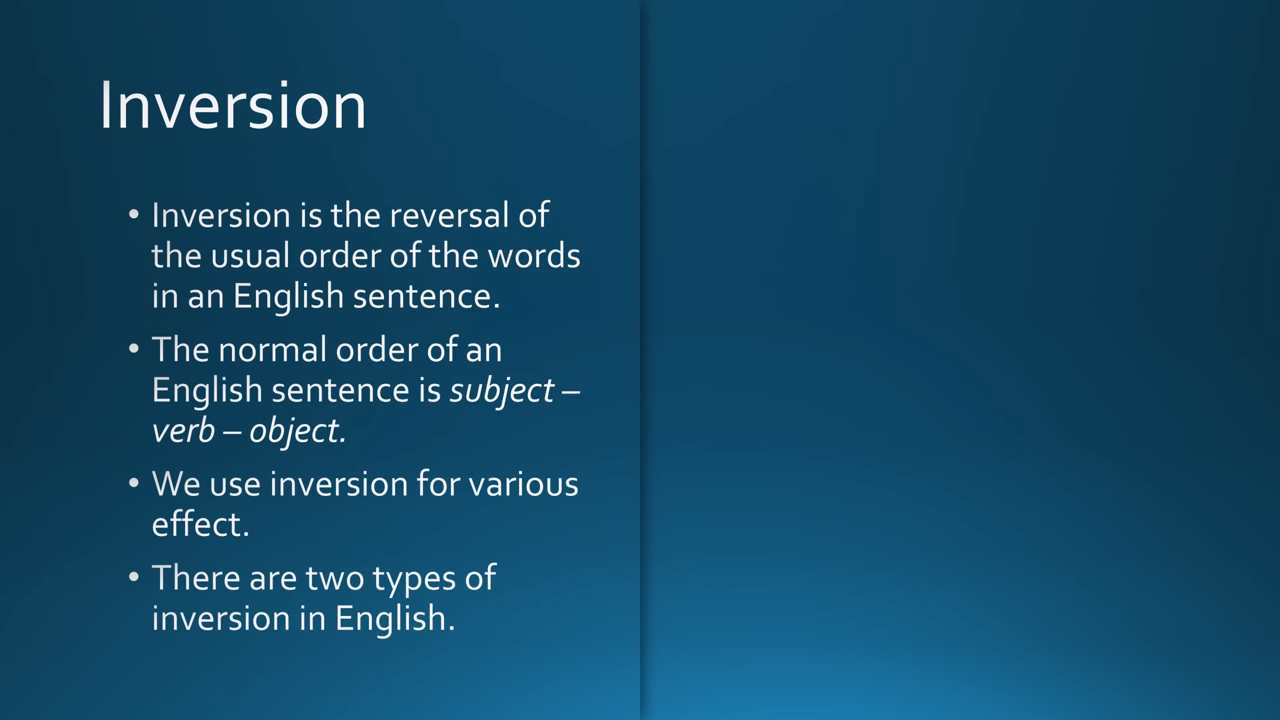 Inversion
• Inversion is the reversal of
the usual order of the words
in an English sentence.
• The normal order of an
English sentence is subject –
verb – object.
• We use inversion for various
effect.
• There are two types of
inversion in English.